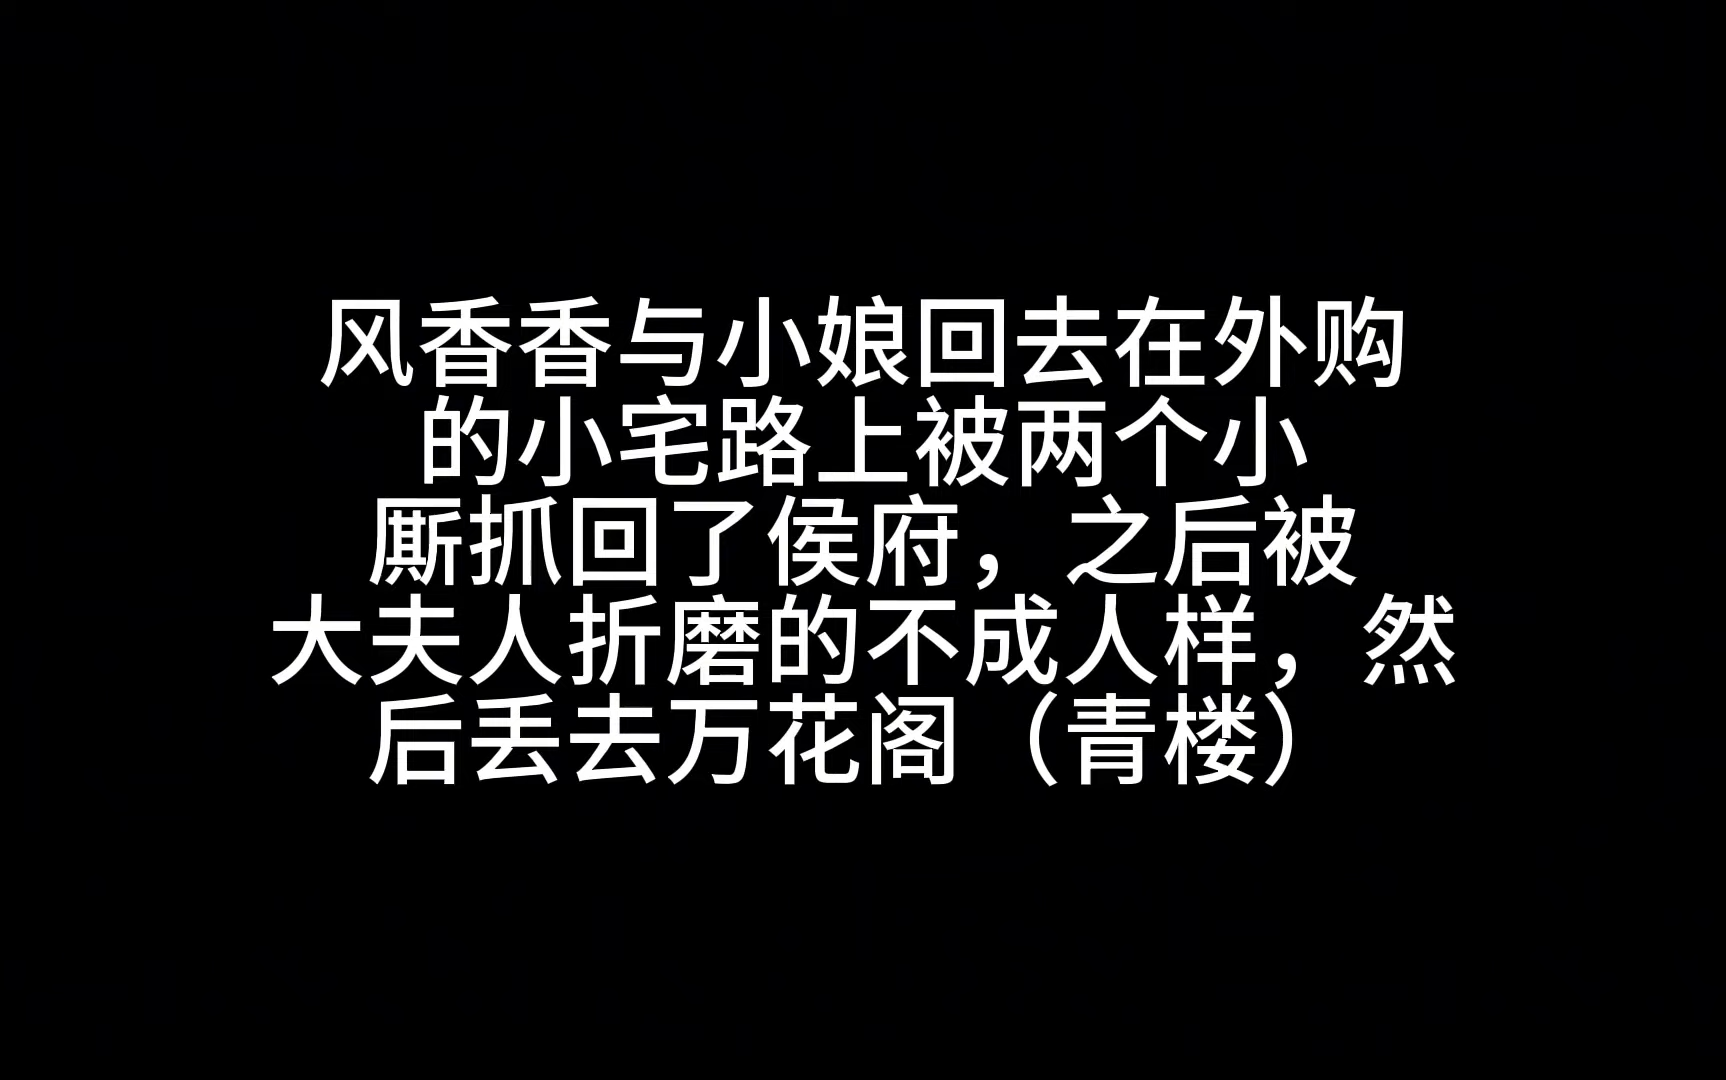 风香香与小娘回去在外购
的小宅路上被两个小
厮抓回了侯府，之后被
大夫人折磨的不成人样，然
后丢去万花阁（青楼）